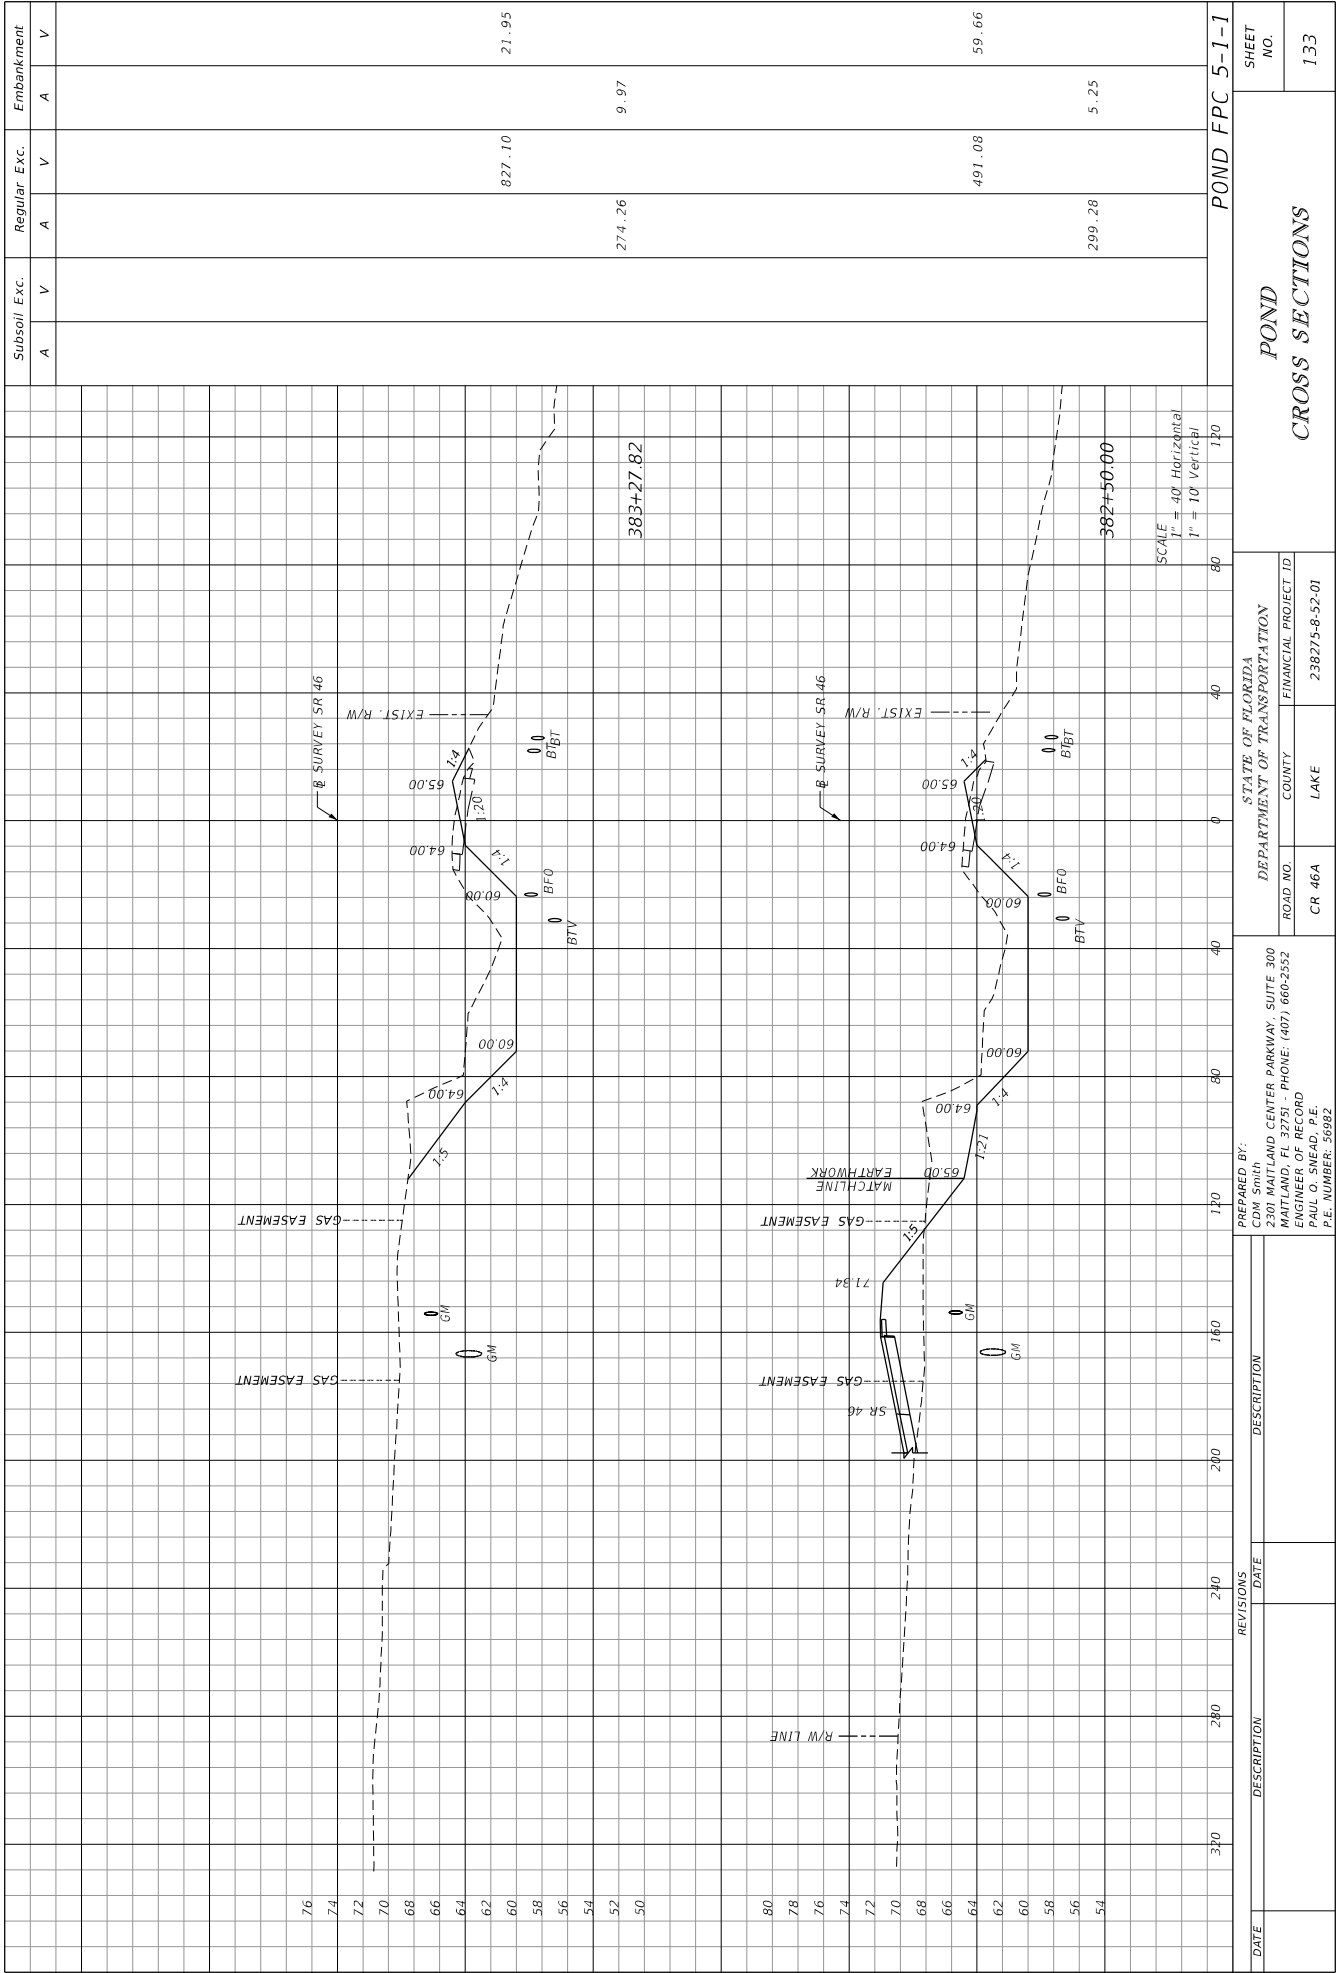 Subsoil Exc. Regular Exc. Embankment
A V A V A V
827.10 21.95
274.26 9.97
491.08 59.66
299.28 5.25
POND FPC 5-1-1
76
74
72
70
68
66
64
62
60
58
56
54
52
50
GAS EASEMENT
GAS EASEMENT
GM
GM
1:5
64.00
1:4
60.00
60.00
1:4
64.00
1:20
65.00
1:4
BTV
BFO
BT
BT
℄ SURVEY SR 46
EXIST. R/W
383+27.82
80
78
76
74
72
70
68
66
64
62
60
58
56
54
R/W LINE
GAS EASEMENT
SR 46
71.34
GAS EASEMENT
GM
GM
1:5
MATCHLINE
EARTHWORK
65.00
1:21
64.00
1:4
60.00
60.00
1:4
64.00
1:20
65.00
1:4
BTV
BFO
BT
BT
℄ SURVEY SR 46
EXIST. R/W
382+50.00
SCALE
1" = 40' Horizontal
1" = 10' Vertical
320 280 240 200 160 120 80 40 0 40 80 120
REVISIONS
DATE DESCRIPTION DATE DESCRIPTION
PREPARED BY:
CDM Smith
2301 MAITLAND CENTER PARKWAY, SUITE 300
MAITLAND, FL 32751 - PHONE: (407) 660-2552
ENGINEER OF RECORD
PAUL O. SNEAD, P.E.
P.E. NUMBER: 56982
STATE OF FLORIDA
DEPARTMENT OF TRANSPORTATION
ROAD NO. COUNTY FINANCIAL PROJECT ID
CR 46A LAKE 238275-8-52-01
POND
CROSS SECTIONS
SHEET
NO.
133